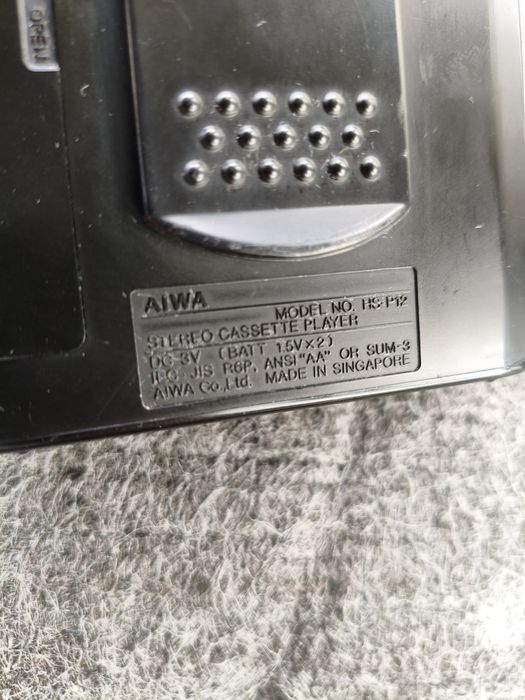 OPEN
AIWA
MODEL NO. HS-P12
STEREO CASSETTE PLAYER
DC 3V (BATT 1.5V×2)
IEC, JIS R6P, ANSI "AA" OR SUM-3
AIWA Co.,Ltd. MADE IN SINGAPORE